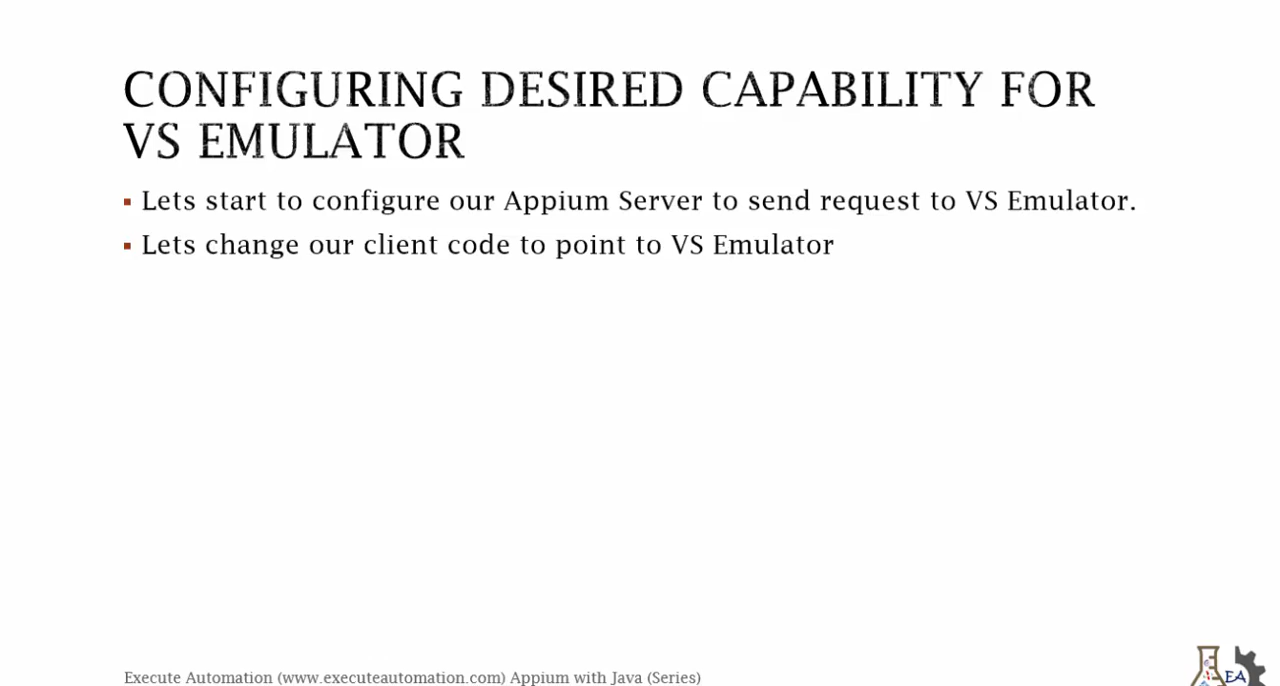 CONFIGURING DESIRED CAPABILITY FOR
VS EMULATOR
▪ Lets start to configure our Appium Server to send request to VS Emulator.
▪ Lets change our client code to point to VS Emulator
Execute Automation (www.executeautomation.com) Appium with Java (Series)
EA